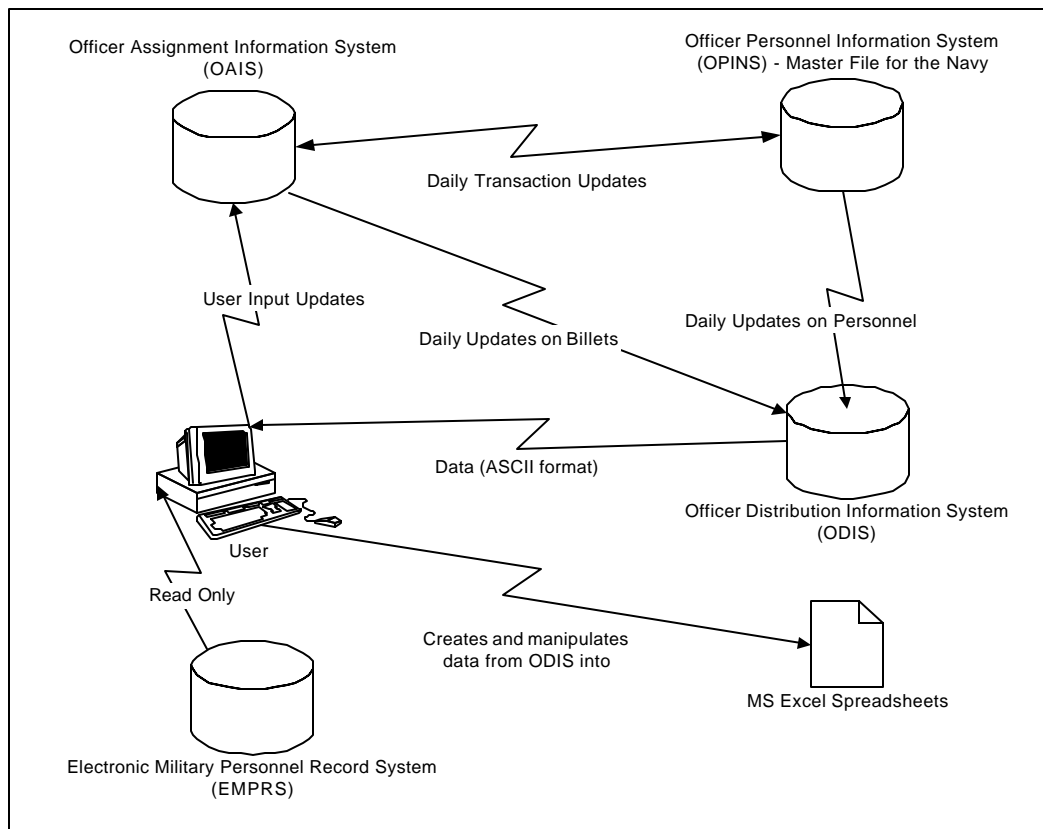 Officer Assignment Information System
(OAIS)
Officer Personnel Information System
(OPINS) - Master File for the Navy
Daily Transaction Updates
User Input Updates
Daily Updates on Billets
Daily Updates on Personnel
Data (ASCII format)
Officer Distribution Information System
(ODIS)
User
Read Only
Creates and manipulates
data from ODIS into
MS Excel Spreadsheets
Electronic Military Personnel Record System
(EMPRS)